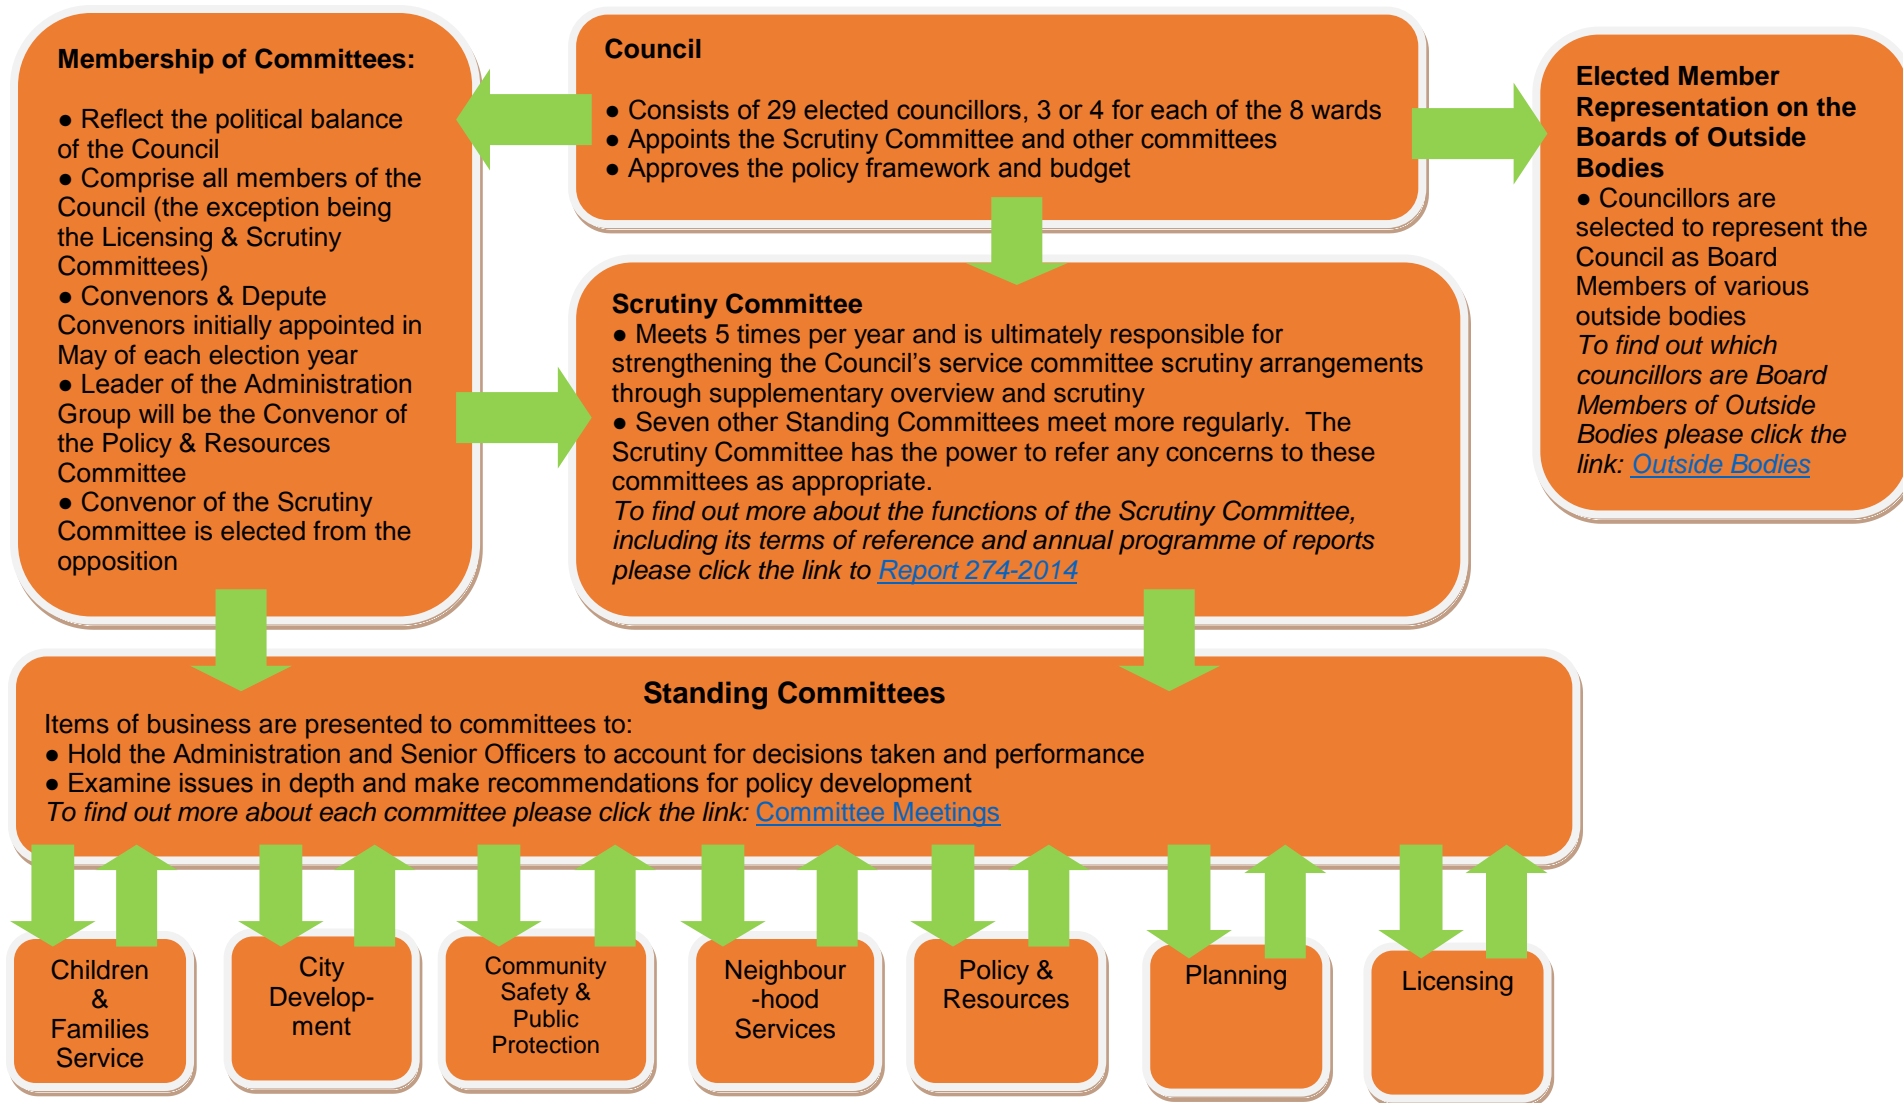 Membership of Committees:
● Reflect the political balance
of the Council
● Comprise all members of the
Council (the exception being
the Licensing & Scrutiny
Committees)
● Convenors & Depute
Convenors initially appointed in
May of each election year
● Leader of the Administration
Group will be the Convenor of
the Policy & Resources
Committee
● Convenor of the Scrutiny
Committee is elected from the
opposition
Council
● Consists of 29 elected councillors, 3 or 4 for each of the 8 wards
● Appoints the Scrutiny Committee and other committees
● Approves the policy framework and budget
Elected Member
Representation on the
Boards of Outside
Bodies
● Councillors are
selected to represent the
Council as Board
Members of various
outside bodies
To find out which
councillors are Board
Members of Outside
Bodies please click the
link: Outside Bodies
Scrutiny Committee
● Meets 5 times per year and is ultimately responsible for
strengthening the Council’s service committee scrutiny arrangements
through supplementary overview and scrutiny
● Seven other Standing Committees meet more regularly.  The
Scrutiny Committee has the power to refer any concerns to these
committees as appropriate.
To find out more about the functions of the Scrutiny Committee,
including its terms of reference and annual programme of reports
please click the link to Report 274-2014
Standing Committees
Items of business are presented to committees to:
● Hold the Administration and Senior Officers to account for decisions taken and performance
● Examine issues in depth and make recommendations for policy development
To find out more about each committee please click the link: Committee Meetings
Children
&
Families
Service
City
Develop-
ment
Community
Safety &
Public
Protection
Neighbour
-hood
Services
Policy &
Resources
Planning
Licensing